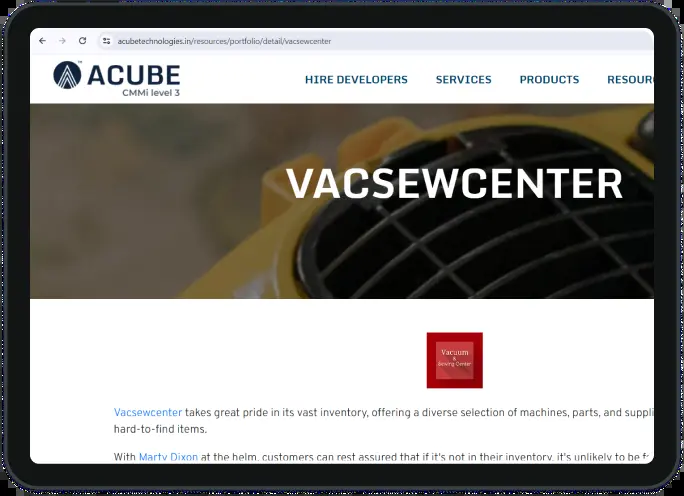 acubetechnologies.in/resources/portfolio/detail/vacsewcenter
ACUBE
CMMi level 3
HIRE DEVELOPERS SERVICES PRODUCTS RESOUR
VACSEWCENTER
Vacuum
&
Sewing Center
Vacsewcenter takes great pride in its vast inventory, offering a diverse selection of machines, parts, and suppli
hard-to-find items.
With Marty Dixon at the helm, customers can rest assured that if it's not in their inventory, it's unlikely to be f